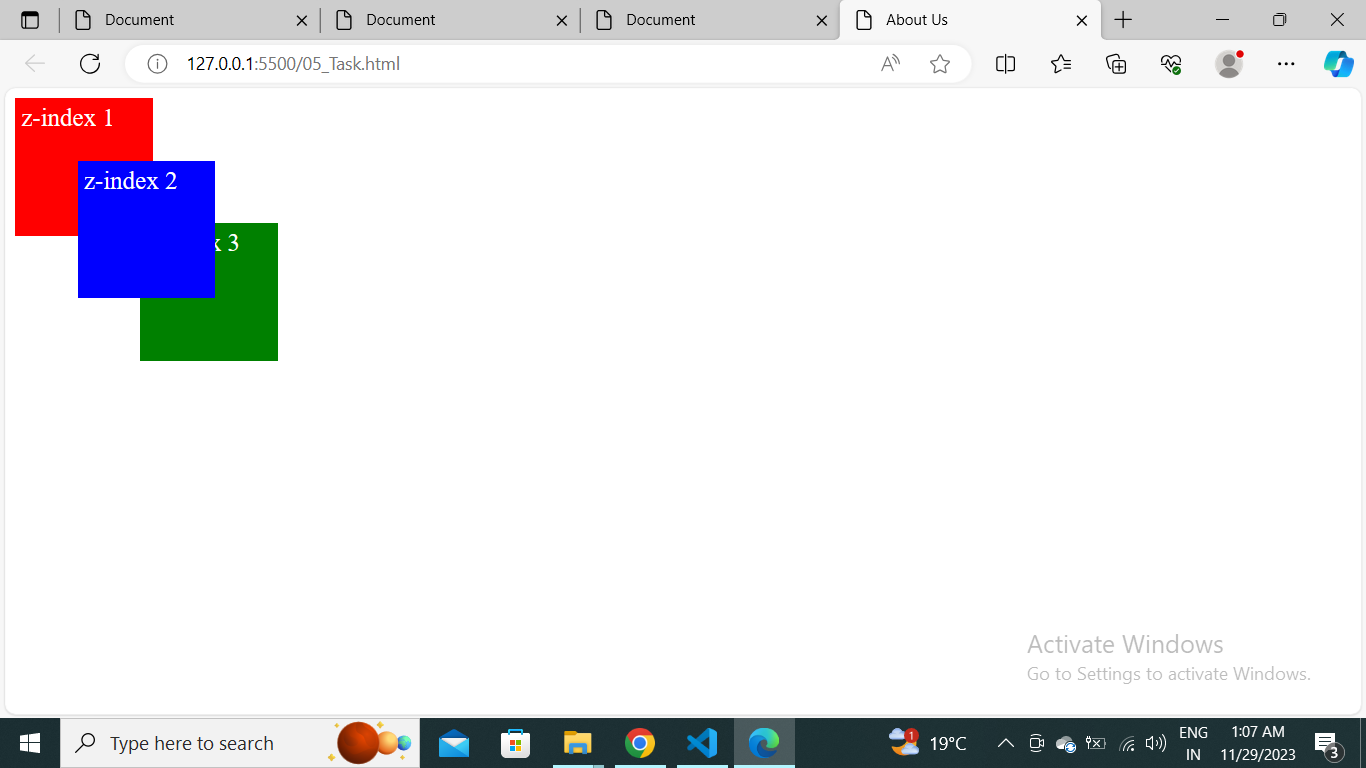 Document
Document
Document
About Us
127.0.0.1:5500/05_Task.html
z-index 1
z-index 2
x 3
Activate Windows
Go to Settings to activate Windows.
Type here to search
1
19°C
ENG
IN
1:07 AM
11/29/2023
3